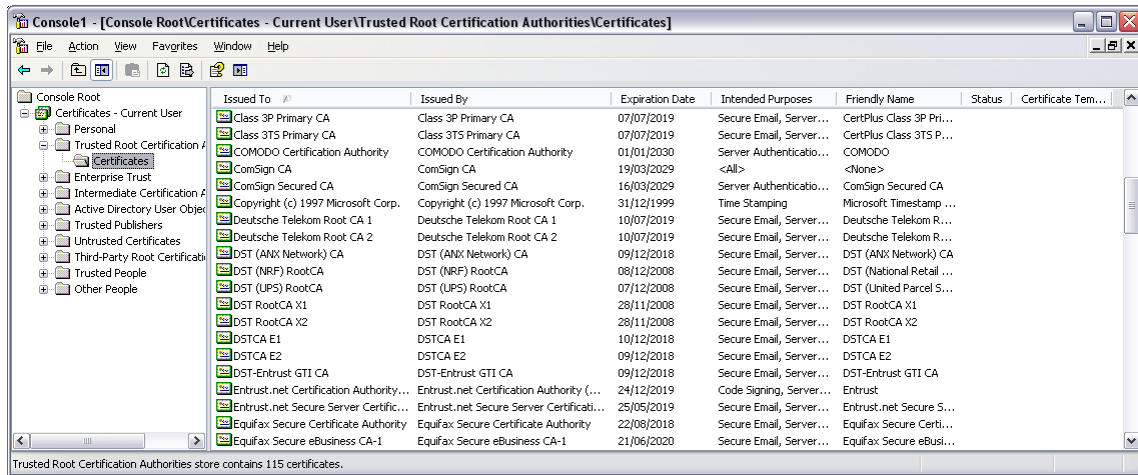 Console1 - [Console Root\Certificates - Current User\Trusted Root Certification Authorities\Certificates]
File Action View Favorites Window Help
Console Root
Certificates - Current User
Personal
Trusted Root Certification A
Certificates
Enterprise Trust
Intermediate Certification A
Active Directory User Objec
Trusted Publishers
Untrusted Certificates
Third-Party Root Certificati
Trusted People
Other People
Issued To Issued By Expiration Date Intended Purposes Friendly Name Status Certificate Tem...
Class 3P Primary CA Class 3P Primary CA 07/07/2019 Secure Email, Server... CertPlus Class 3P Pri...
Class 3TS Primary CA Class 3TS Primary CA 07/07/2019 Secure Email, Server... CertPlus Class 3TS P...
COMODO Certification Authority COMODO Certification Authority 01/01/2030 Server Authenticatio... COMODO
ComSign CA ComSign CA 19/03/2029 <All> <None>
ComSign Secured CA ComSign Secured CA 16/03/2029 Server Authenticatio... ComSign Secured CA
Copyright (c) 1997 Microsoft Corp. Copyright (c) 1997 Microsoft Corp. 31/12/1999 Time Stamping Microsoft Timestamp ...
Deutsche Telekom Root CA 1 Deutsche Telekom Root CA 1 10/07/2019 Secure Email, Server... Deutsche Telekom R...
Deutsche Telekom Root CA 2 Deutsche Telekom Root CA 2 10/07/2019 Secure Email, Server... Deutsche Telekom R...
DST (ANX Network) CA DST (ANX Network) CA 09/12/2018 Secure Email, Server... DST (ANX Network) CA
DST (NRF) RootCA DST (NRF) RootCA 08/12/2008 Secure Email, Server... DST (National Retail ...
DST (UPS) RootCA DST (UPS) RootCA 07/12/2008 Secure Email, Server... DST (United Parcel S...
DST RootCA X1 DST RootCA X1 28/11/2008 Secure Email, Server... DST RootCA X1
DST RootCA X2 DST RootCA X2 28/11/2008 Secure Email, Server... DST RootCA X2
DSTCA E1 DSTCA E1 10/12/2018 Secure Email, Server... DSTCA E1
DSTCA E2 DSTCA E2 09/12/2018 Secure Email, Server... DSTCA E2
DST-Entrust GTI CA DST-Entrust GTI CA 09/12/2018 Secure Email, Server... DST-Entrust GTI CA
Entrust.net Certification Authority... Entrust.net Certification Authority (... 24/12/2019 Code Signing, Server... Entrust
Entrust.net Secure Server Certific... Entrust.net Secure Server Certificati... 25/05/2019 Secure Email, Server... Entrust.net Secure S...
Equifax Secure Certificate Authority Equifax Secure Certificate Authority 22/08/2018 Secure Email, Server... Equifax Secure Certi...
Equifax Secure eBusiness CA-1 Equifax Secure eBusiness CA-1 21/06/2020 Secure Email, Server... Equifax Secure eBusi...
Trusted Root Certification Authorities store contains 115 certificates.